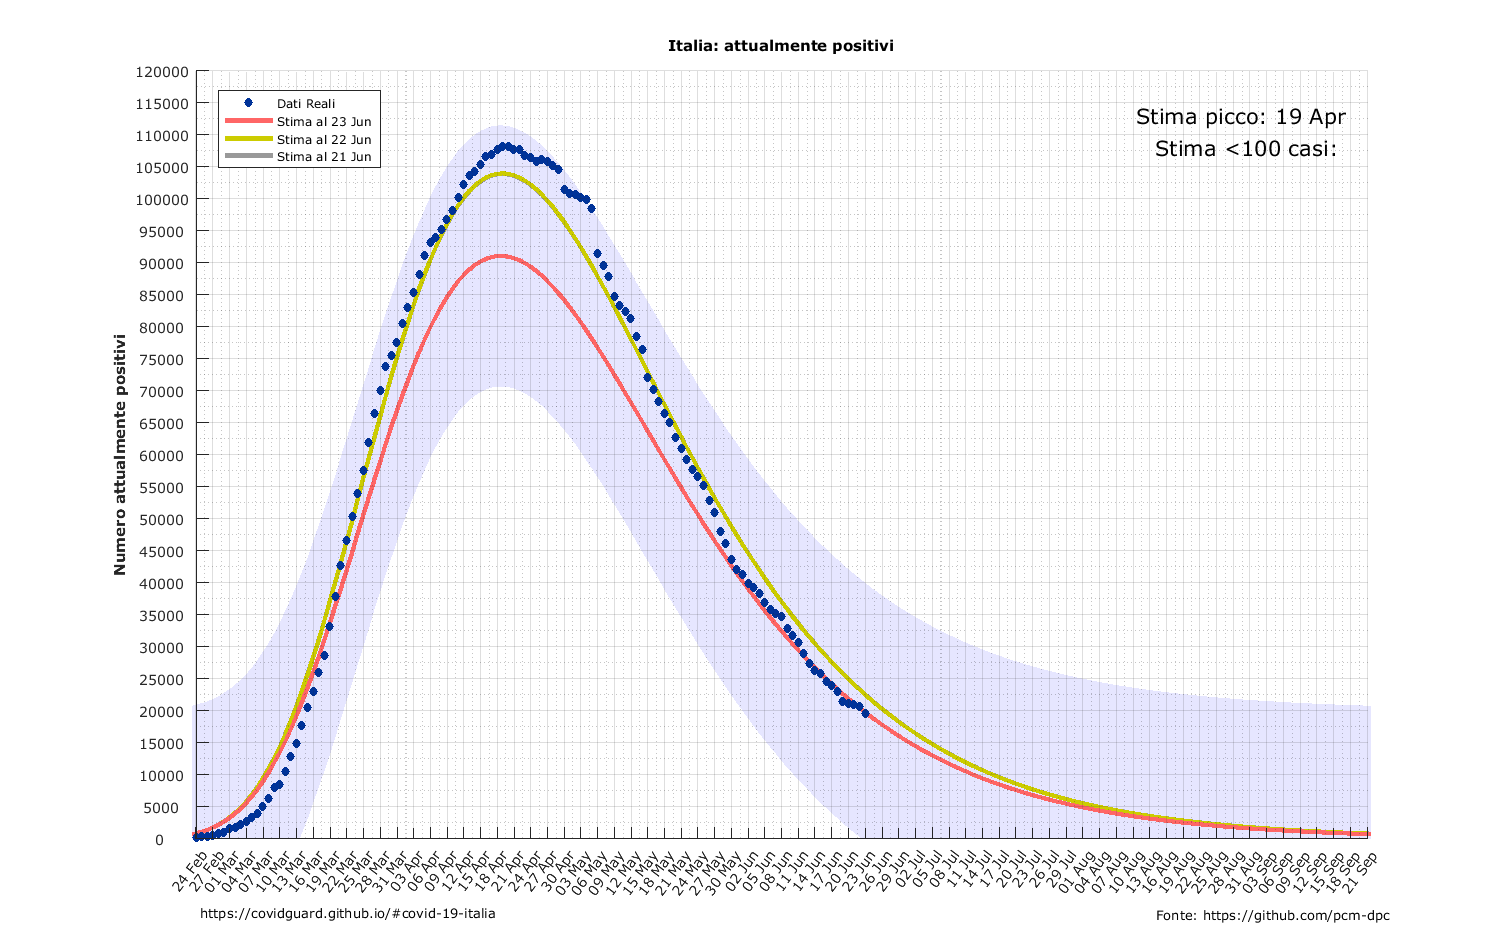 Italia: attualmente positivi
Stima picco: 19 Apr
Stima <100 casi:
Dati Reali
Stima al 23 Jun
Stima al 22 Jun
Stima al 21 Jun
Numero attualmente positivi
120000
115000
110000
105000
100000
95000
90000
85000
80000
75000
70000
65000
60000
55000
50000
45000
40000
35000
30000
25000
20000
15000
10000
5000
0
24 Feb
27 Feb
01 Mar
04 Mar
07 Mar
10 Mar
13 Mar
16 Mar
19 Mar
22 Mar
25 Mar
28 Mar
31 Mar
03 Apr
06 Apr
09 Apr
12 Apr
15 Apr
18 Apr
21 Apr
24 Apr
27 Apr
30 Apr
03 May
06 May
09 May
12 May
15 May
18 May
21 May
24 May
27 May
30 May
02 Jun
05 Jun
08 Jun
11 Jun
14 Jun
17 Jun
20 Jun
23 Jun
26 Jun
29 Jun
02 Jul
05 Jul
08 Jul
11 Jul
14 Jul
17 Jul
20 Jul
23 Jul
26 Jul
29 Jul
01 Aug
04 Aug
07 Aug
10 Aug
13 Aug
16 Aug
19 Aug
22 Aug
25 Aug
28 Aug
31 Aug
03 Sep
06 Sep
09 Sep
12 Sep
15 Sep
18 Sep
21 Sep
https://covidguard.github.io/#covid-19-italia
Fonte: https://github.com/pcm-dpc